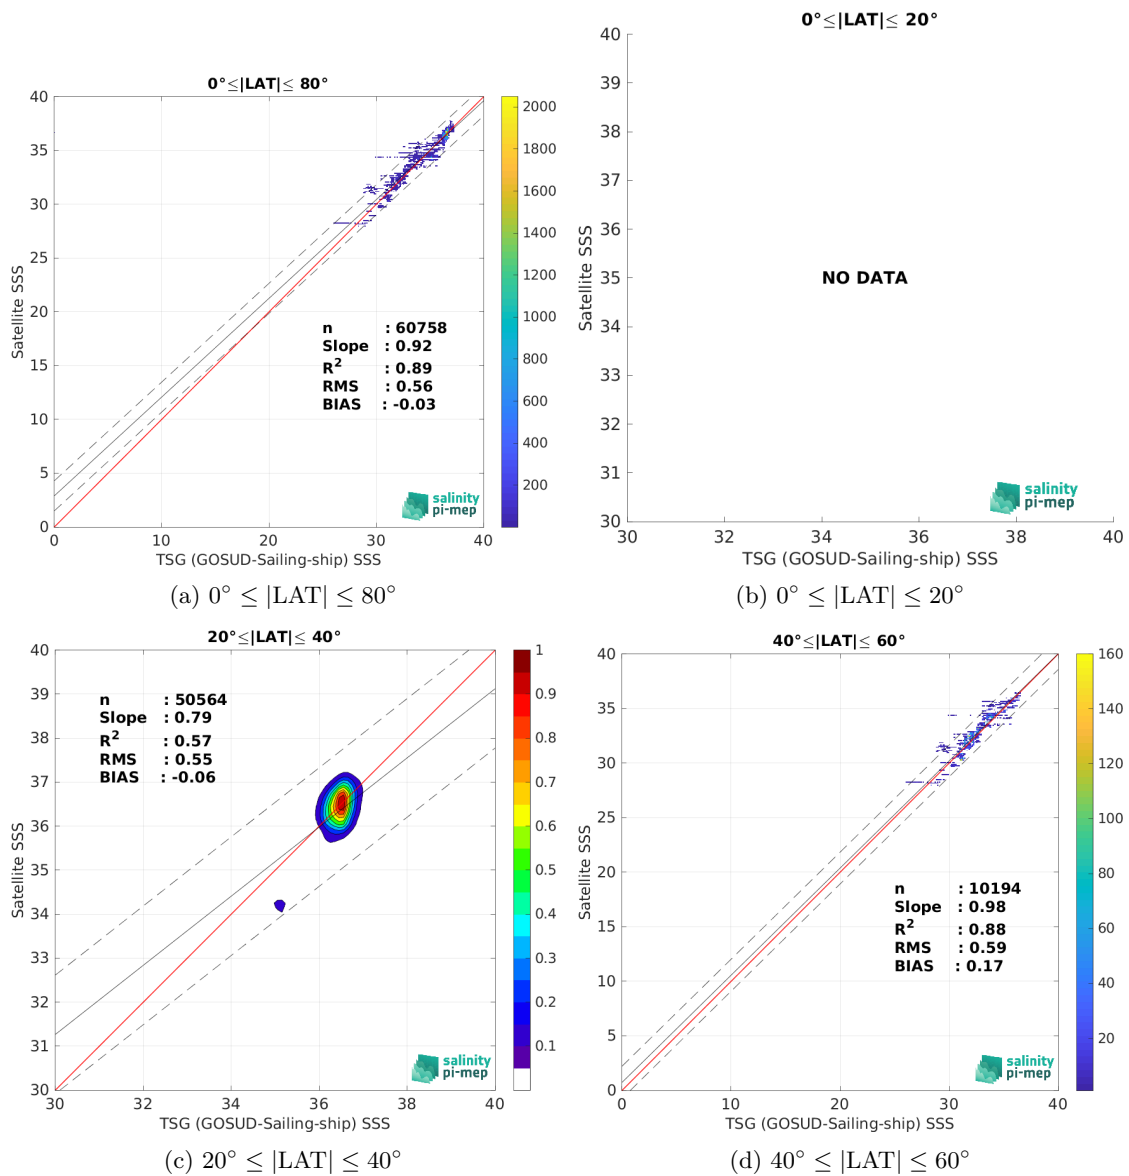 0°≤|LAT|≤ 80°
40
35
30
25
20
15
10
5
0
Satellite SSS
0
10
20
30
40
TSG (GOSUD-Sailing-ship) SSS
n : 60758
Slope : 0.92
R² : 0.89
RMS : 0.56
BIAS : -0.03
salinity
pi-mep
2000
1800
1600
1400
1200
1000
800
600
400
200
(a) 0° ≤ |LAT| ≤ 80°
0°≤|LAT|≤ 20°
40
39
38
37
36
35
34
33
32
31
30
Satellite SSS
NO DATA
salinity
pi-mep
30
32
34
36
38
40
TSG (GOSUD-Sailing-ship) SSS
(b) 0° ≤ |LAT| ≤ 20°
20°≤|LAT|≤ 40°
40
39
38
37
36
35
34
33
32
31
30
Satellite SSS
n : 50564
Slope : 0.79
R² : 0.57
RMS : 0.55
BIAS : -0.06
salinity
pi-mep
30
32
34
36
38
40
TSG (GOSUD-Sailing-ship) SSS
1
0.9
0.8
0.7
0.6
0.5
0.4
0.3
0.2
0.1
(c) 20° ≤ |LAT| ≤ 40°
40°≤|LAT|≤ 60°
40
35
30
25
20
15
10
5
0
Satellite SSS
n : 10194
Slope : 0.98
R² : 0.88
RMS : 0.59
BIAS : 0.17
salinity
pi-mep
0
10
20
30
40
TSG (GOSUD-Sailing-ship) SSS
160
140
120
100
80
60
40
20
(d) 40° ≤ |LAT| ≤ 60°